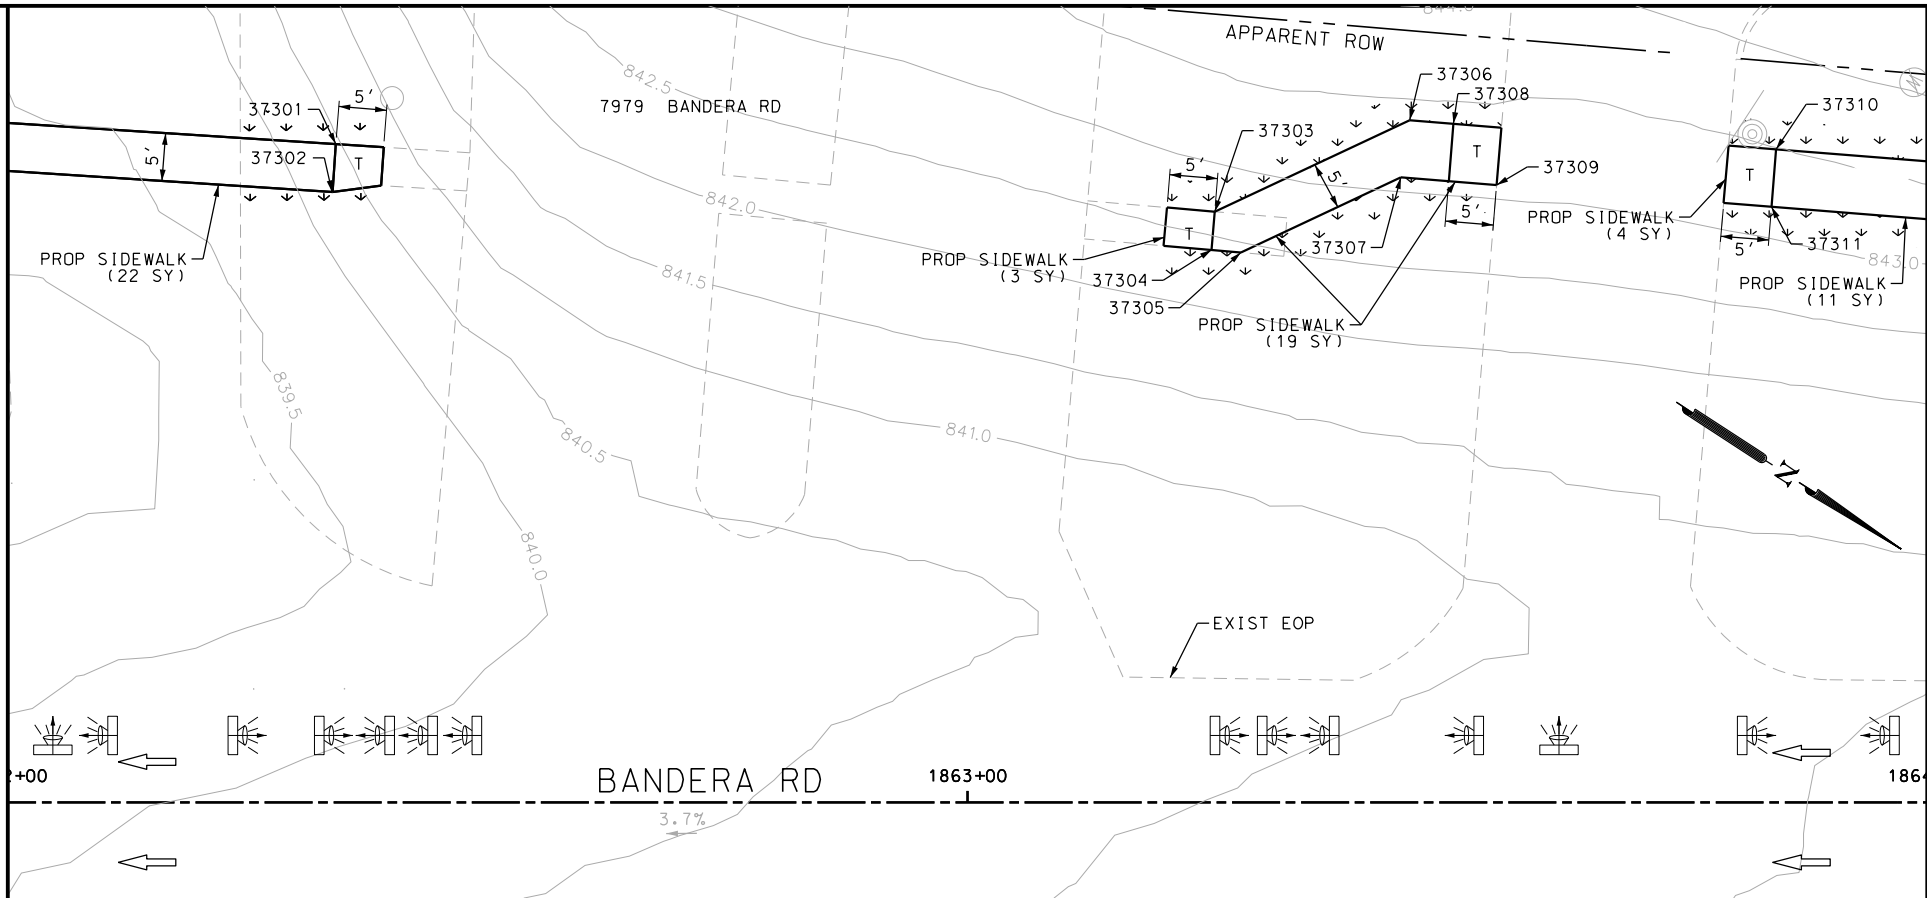 844.0
APPARENT ROW
842.5
7979 BANDERA RD
37301
5'
37302
5'
T
PROP SIDEWALK
(22 SY)
37306
37308
37303
5'
5'
T
37309
5'
T
PROP SIDEWALK
(3 SY)
37304
37305
37307
PROP SIDEWALK
(19 SY)
37310
T
PROP SIDEWALK
(4 SY)
5'
37311
PROP SIDEWALK
(11 SY)
843.0
842.0
841.5
839.5
840.5
841.0
840.0
N
EXIST EOP
+00
BANDERA RD
1863+00
1864
3.7%